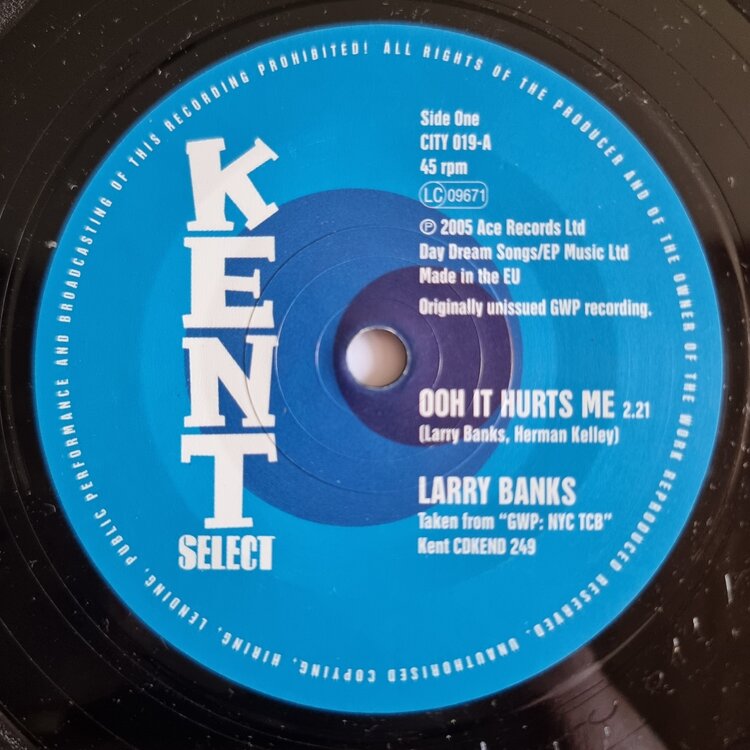 KENT
SELECT
Side One
CITY 019-A
45 rpm
LC 09671
℗ 2005 Ace Records Ltd
Day Dream Songs/EP Music Ltd
Made in the EU
Originally unissued GWP recording.
OOH IT HURTS ME 2.21
(Larry Banks, Herman Kelley)
LARRY BANKS
Taken from "GWP: NYC TCB"
Kent CDKEND 249
ALL RIGHTS OF THE PRODUCER AND OF THE OWNER OF THE WORK REPRODUCED RESERVED. UNAUTHORISED COPYING, HIRING, LENDING, PUBLIC PERFORMANCE AND BROADCASTING OF THIS RECORDING PROHIBITED!